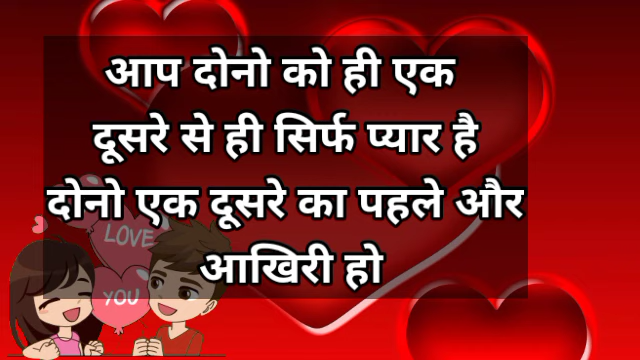 आप दोनो को ही एक
दूसरे से ही सिर्फ प्यार है
दोनो एक दूसरे का पहले और
आखिरी हो
LOVE
YOU